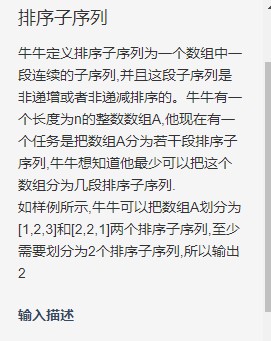 排序子序列
牛牛定义排序子序列为一个数组中一
段连续的子序列,并且这段子序列是
非递增或者非递减排序的。牛牛有一
个长度为n的整数数组A,他现在有一
个任务是把数组A分为若干段排序子
序列,牛牛想知道他最少可以把这个
数组分为几段排序子序列.
如样例所示,牛牛可以把数组A划分为
[1,2,3]和[2,2,1]两个排序子序列,至少
需要划分为2个排序子序列,所以输出
2
输入描述